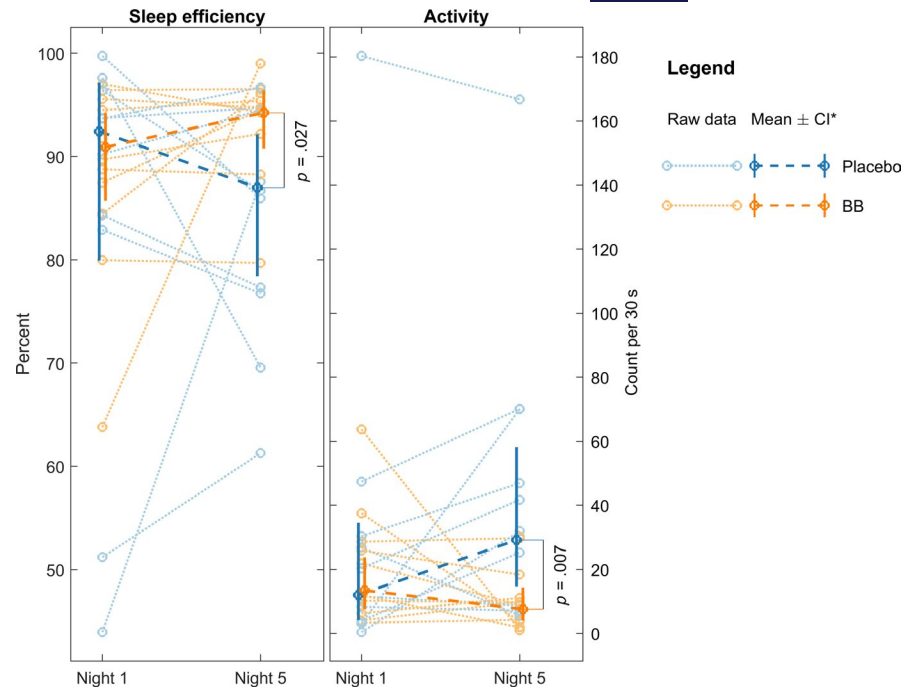 Sleep efficiency
Activity
100
90
80
70
60
50
Percent
p = .027
Night 1
Night 5
180
160
140
120
100
80
60
40
20
0
Count per 30 s
p = .007
Night 1
Night 5
Legend
Raw data Mean ± CI*
Placebo
BB